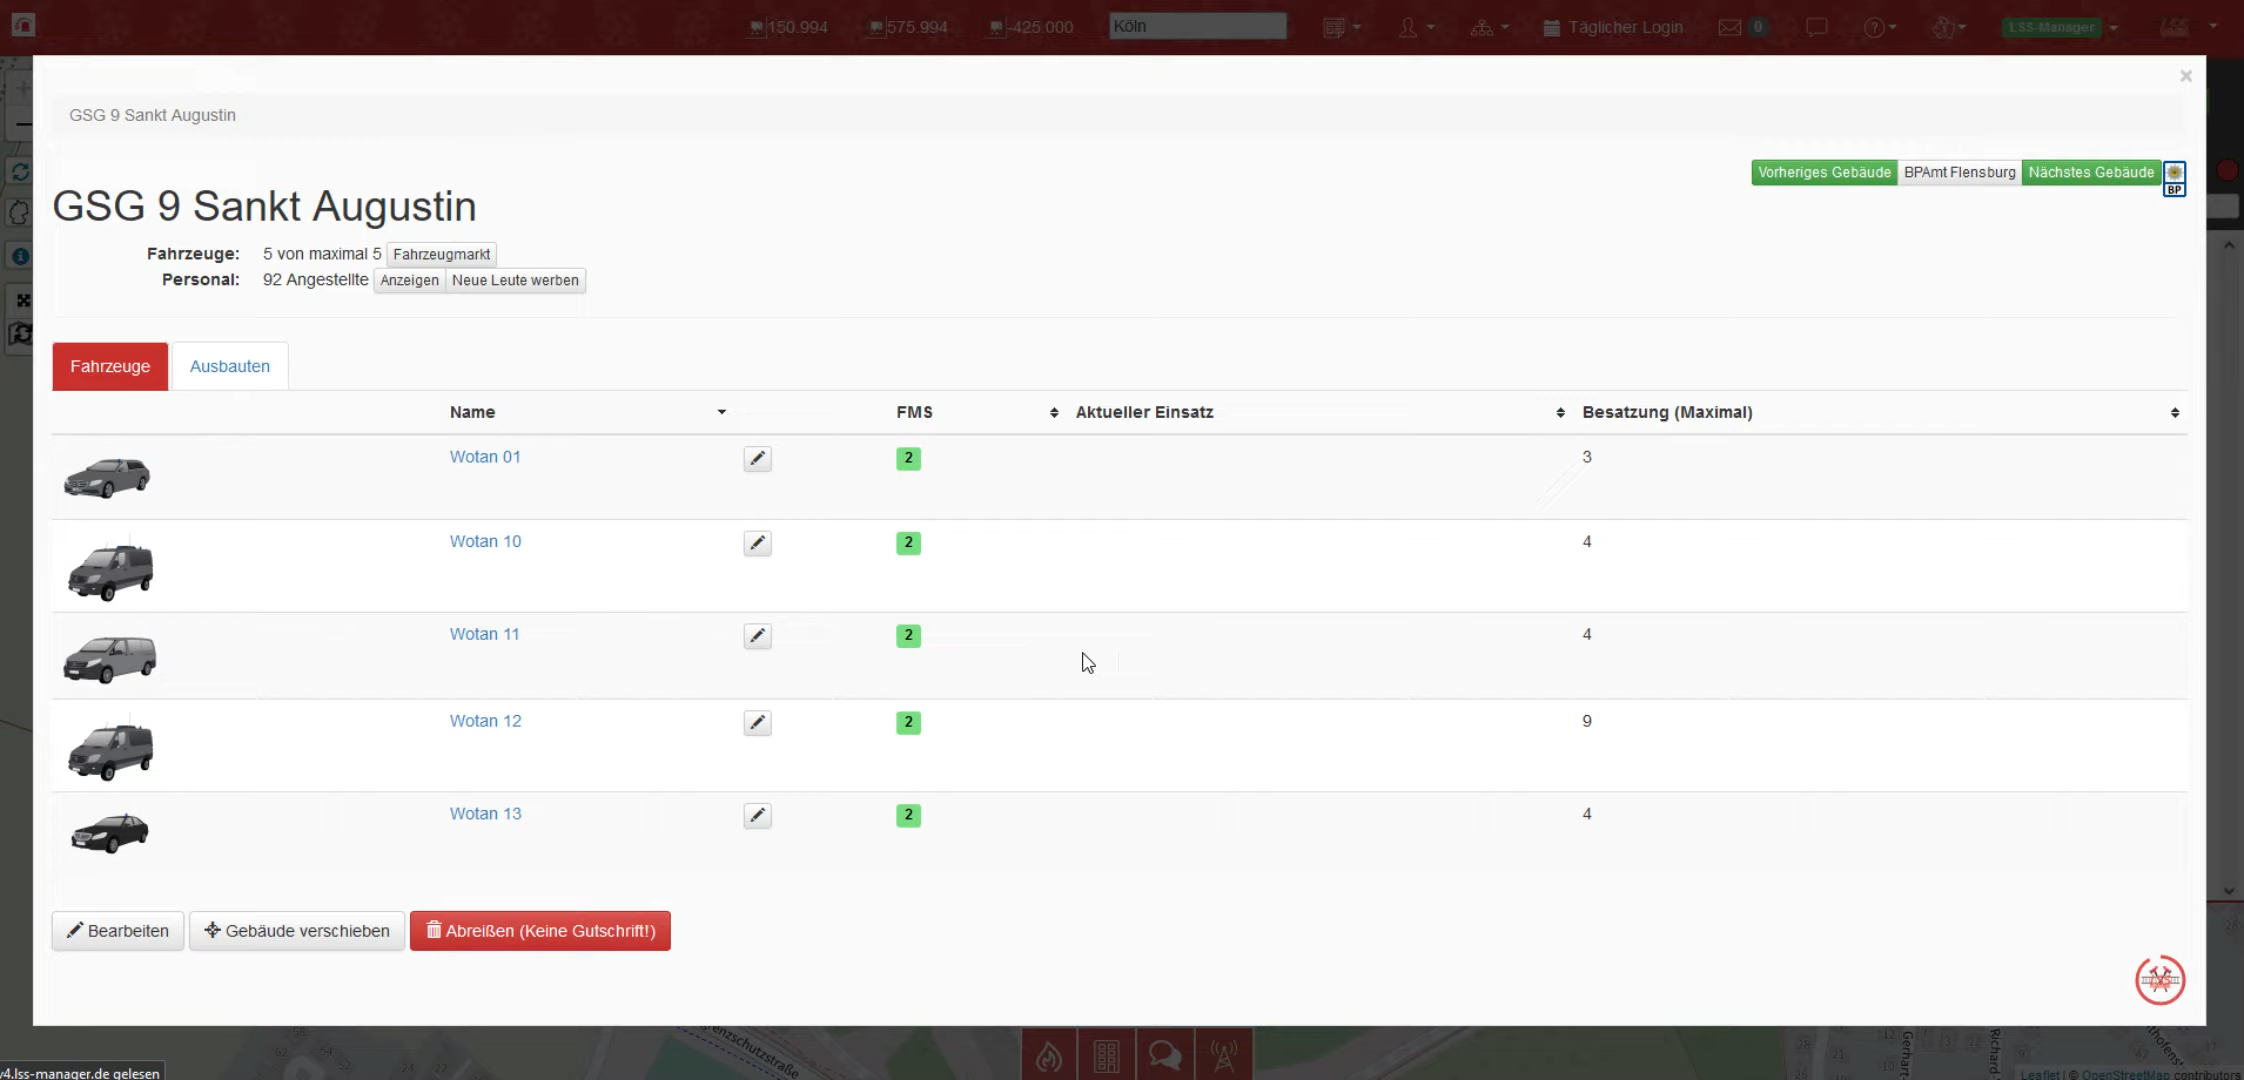 150.994 575.994 -425.000 Köln Täglicher Login 0 LSS-Manager
×
GSG 9 Sankt Augustin
Vorheriges Gebäude BPAmt Flensburg Nächstes Gebäude
BP
GSG 9 Sankt Augustin
Fahrzeuge: 5 von maximal 5 Fahrzeugmarkt
Personal: 92 Angestellte Anzeigen Neue Leute werben
Fahrzeuge Ausbauten
Name FMS Aktueller Einsatz Besatzung (Maximal)
Wotan 01 2 3
Wotan 10 2 4
Wotan 11 2 4
Wotan 12 2 9
Wotan 13 2 4
Bearbeiten Gebäude verschieben Abreißen (Keine Gutschrift!)
grenzschutzstraße
v4.lss-manager.de gelesen
Leaflet | © OpenStreetMap contributors